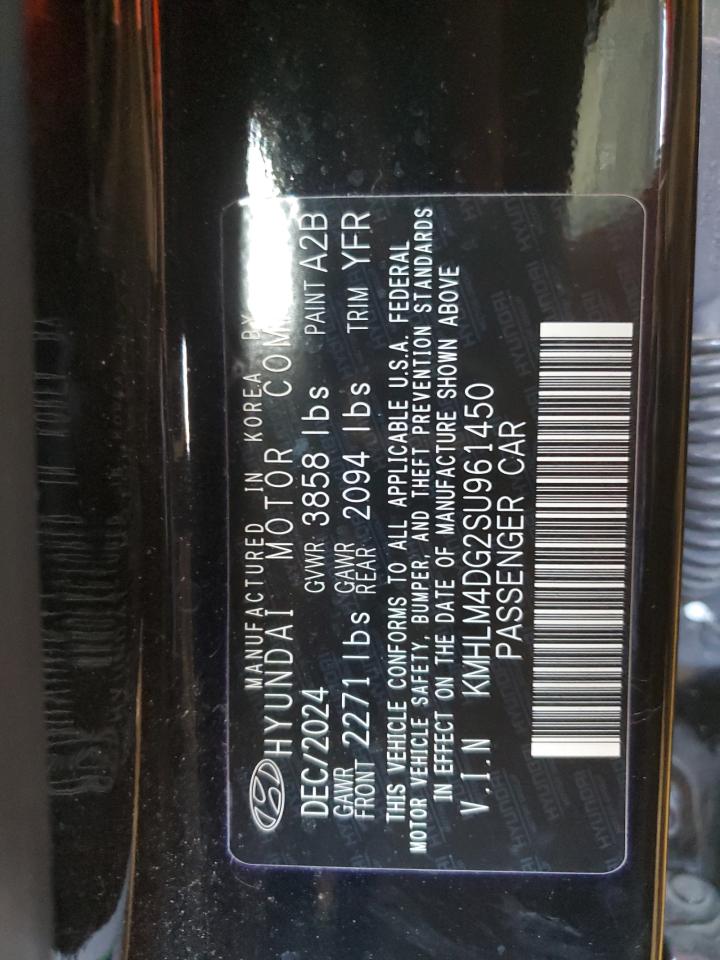 MANUFACTURED IN KOREA BY
HYUNDAI MOTOR COM
DEC/2024 GVWR 3858 lbs PAINT A2B
GAWR FRONT 2271 lbs GAWR REAR 2094 lbs TRIM YFR
THIS VEHICLE CONFORMS TO ALL APPLICABLE U.S.A. FEDERAL
MOTOR VEHICLE SAFETY, BUMPER, AND THEFT PREVENTION STANDARDS
IN EFFECT ON THE DATE OF MANUFACTURE SHOWN ABOVE
V.I.N KMHLM4DG2SU961450
PASSENGER CAR